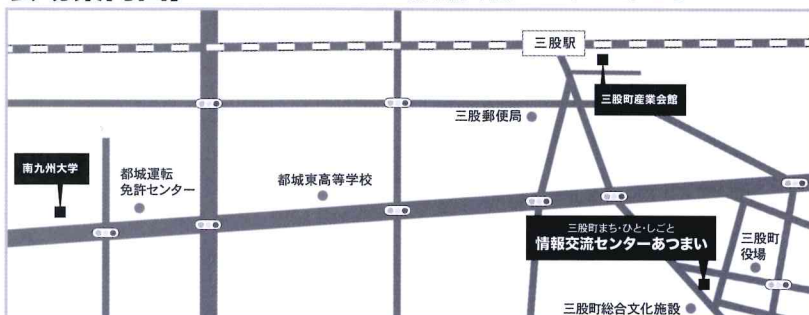 三股駅
三股町産業会館
三股郵便局
南九州大学
都城運転
免許センター
都城東高等学校
三股町まち・ひと・しごと
情報交流センターあつまい
三股町
役場
三股町総合文化施設